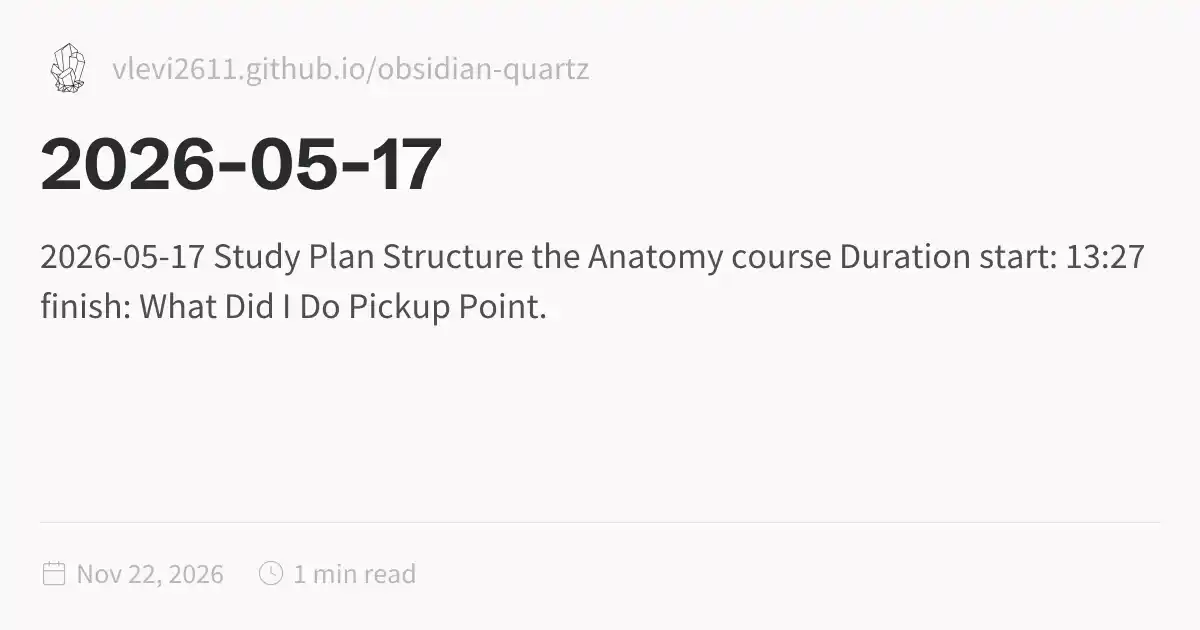 vlevi2611.github.io/obsidian-quartz
2026-05-17
2026-05-17 Study Plan Structure the Anatomy course Duration start: 13:27
finish: What Did I Do Pickup Point.
Nov 22, 2026 1 min read